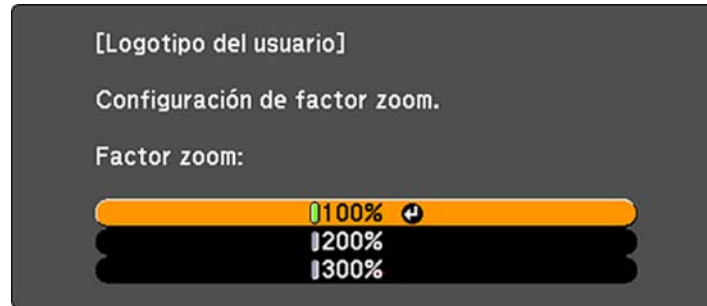 [Logotipo del usuario]
Configuración de factor zoom.
Factor zoom:
100%
200%
300%